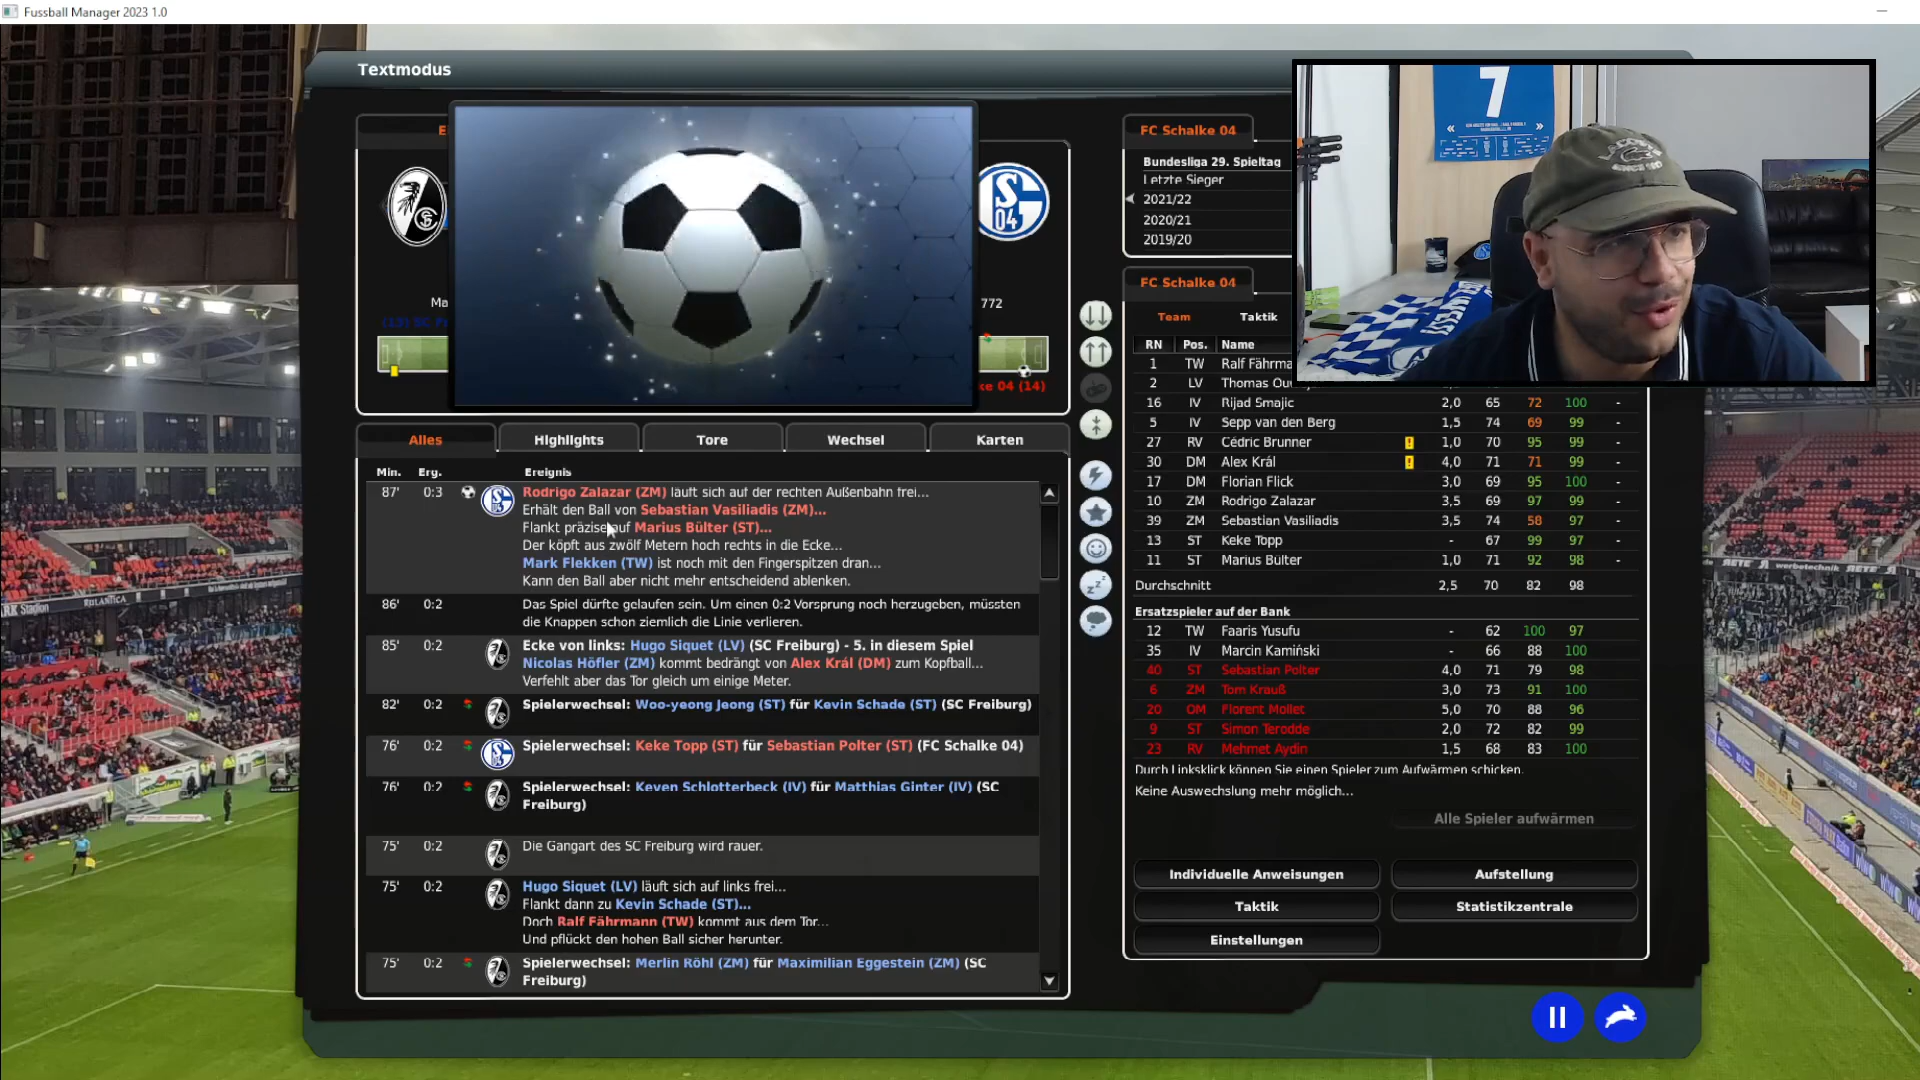 Fussball Manager 2023 1.0
Textmodus
772
Alles
Highlights
Tore
Wechsel
Karten
Min. Erg. Ereignis
87' 0:3 Rodrigo Zalazar (ZM) läuft sich auf der rechten Außenbahn frei...
Erhält den Ball von Sebastian Vasiliadis (ZM)...
Flankt präzise auf Marius Bülter (ST)...
Der köpft aus zwölf Metern hoch rechts in die Ecke...
Mark Flekken (TW) ist noch mit den Fingerspitzen dran...
Kann den Ball aber nicht mehr entscheidend ablenken.
86' 0:2 Das Spiel dürfte gelaufen sein. Um einen 0:2 Vorsprung noch herzugeben, müssten
die Knappen schon ziemlich die Linie verlieren.
85' 0:2 Ecke von links: Hugo Siquet (LV) (SC Freiburg) - 5. in diesem Spiel
Nicolas Höfler (ZM) kommt bedrängt von Alex Král (DM) zum Kopfball...
Verfehlt aber das Tor gleich um einige Meter.
82' 0:2 Spielerwechsel: Woo-yeong Jeong (ST) für Kevin Schade (ST) (SC Freiburg)
76' 0:2 Spielerwechsel: Keke Topp (ST) für Sebastian Polter (ST) (FC Schalke 04)
76' 0:2 Spielerwechsel: Keven Schlotterbeck (IV) für Matthias Ginter (IV) (SC
Freiburg)
75' 0:2 Die Gangart des SC Freiburg wird rauer.
75' 0:2 Hugo Siquet (LV) läuft sich auf links frei...
Flankt dann zu Kevin Schade (ST)...
Doch Ralf Fährmann (TW) kommt aus dem Tor...
Und pflückt den hohen Ball sicher herunter.
75' 0:2 Spielerwechsel: Merlin Röhl (ZM) für Maximilian Eggestein (ZM) (SC
Freiburg)
FC Schalke 04
Bundesliga 29. Spieltag
Letzte Sieger
2021/22
2020/21
2019/20
FC Schalke 04
Team Taktik
RN Pos. Name
1 TW Ralf Fährma
2 LV Thomas Ou
16 IV Rijad Smajic 2,0 65 72 100 -
5 IV Sepp van den Berg 1,5 74 69 99 -
27 RV Cédric Brunner 1,0 70 95 99 -
30 DM Alex Král 4,0 71 71 99 -
17 DM Florian Flick 3,0 69 95 100 -
10 ZM Rodrigo Zalazar 3,5 69 97 99 -
39 ZM Sebastian Vasiliadis 3,5 74 58 97 -
13 ST Keke Topp - 67 99 97 -
11 ST Marius Bülter 1,0 71 92 98 -
Durchschnitt 2,5 70 82 98
Ersatzspieler auf der Bank
12 TW Faaris Yusufu - 62 100 97
35 IV Marcin Kamiński - 66 88 100
40 ST Sebastian Polter 4,0 71 79 98
6 ZM Tom Krauß 3,0 73 91 100
20 OM Florent Mollet 5,0 70 88 96
9 ST Simon Terodde 2,0 72 82 99
23 RV Mehmet Aydin 1,5 68 83 100
Durch Linksklick können Sie einen Spieler zum Aufwärmen schicken.
Keine Auswechslung mehr möglich...
Alle Spieler aufwärmen
Individuelle Anweisungen
Aufstellung
Taktik
Statistikzentrale
Einstellungen
7
ke 04 (14)